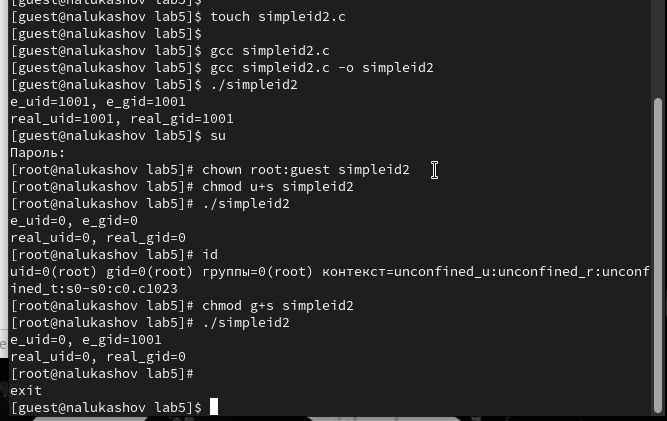 [guest@nalukashov lab5]$
[guest@nalukashov lab5]$ touch simpleid2.c
[guest@nalukashov lab5]$
[guest@nalukashov lab5]$ gcc simpleid2.c
[guest@nalukashov lab5]$ gcc simpleid2.c -o simpleid2
[guest@nalukashov lab5]$ ./simpleid2
e_uid=1001, e_gid=1001
real_uid=1001, real_gid=1001
[guest@nalukashov lab5]$ su
Пароль:
[root@nalukashov lab5]# chown root:guest simpleid2
[root@nalukashov lab5]# chmod u+s simpleid2
[root@nalukashov lab5]# ./simpleid2
e_uid=0, e_gid=0
real_uid=0, real_gid=0
[root@nalukashov lab5]# id
uid=0(root) gid=0(root) группы=0(root) контекст=unconfined_u:unconfined_r:unconf
ined_t:s0-s0:c0.c1023
[root@nalukashov lab5]# chmod g+s simpleid2
[root@nalukashov lab5]# ./simpleid2
e_uid=0, e_gid=1001
real_uid=0, real_gid=0
[root@nalukashov lab5]#
exit
[guest@nalukashov lab5]$